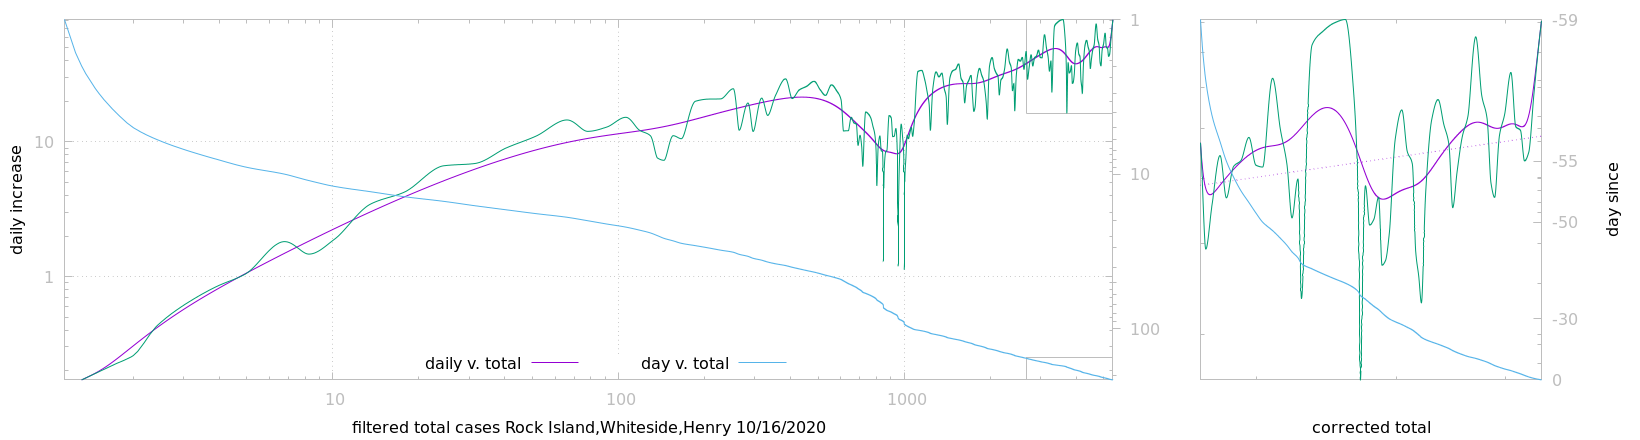 daily increase
10
1
daily v. total
day v. total
10
100
1000
filtered total cases Rock Island,Whiteside,Henry 10/16/2020
1
10
100
-59
-55
-50
-30
0
day since
corrected total